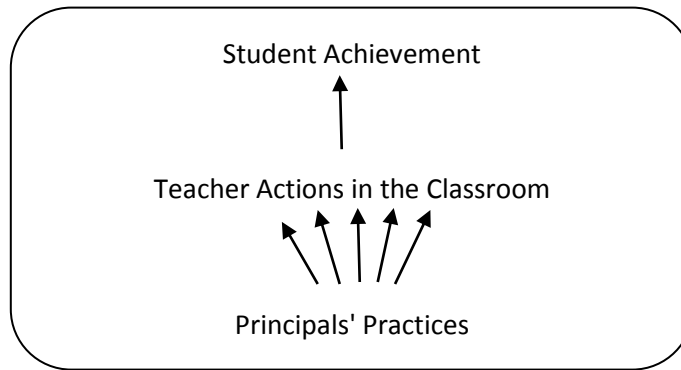 Student Achievement
Teacher Actions in the Classroom
Principals' Practices